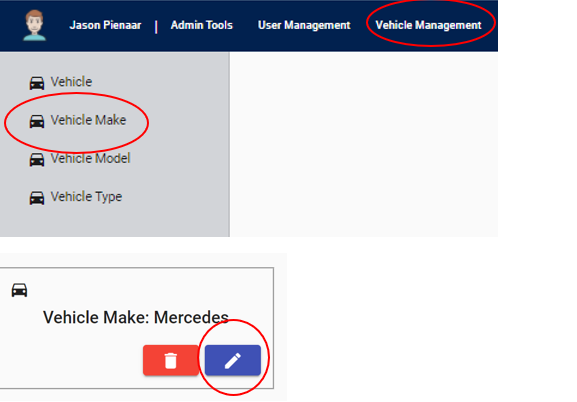 Jason Pienaar | Admin Tools User Management Vehicle Management
Vehicle
Vehicle Make
Vehicle Model
Vehicle Type
Vehicle Make: Mercedes